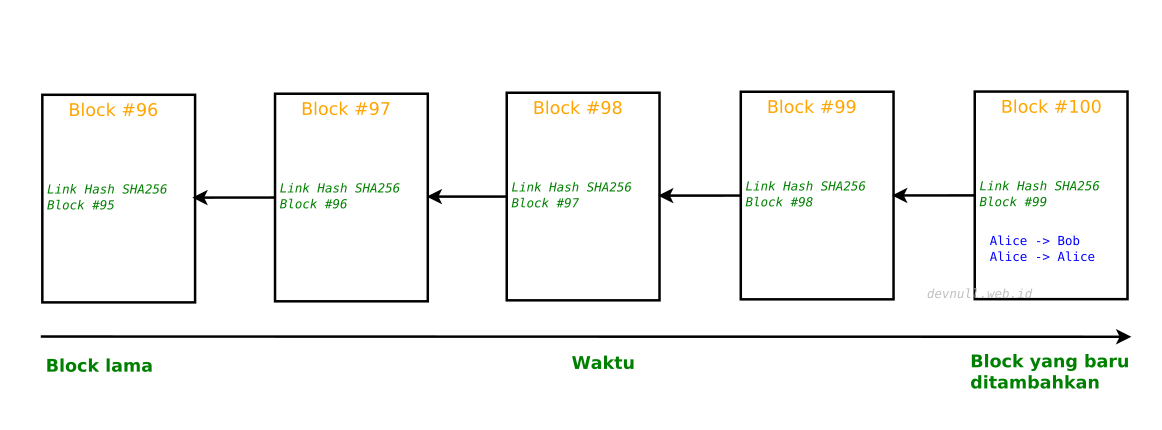 Block #96
Link Hash SHA256
Block #95
Block #97
Link Hash SHA256
Block #96
Block #98
Link Hash SHA256
Block #97
Block #99
Link Hash SHA256
Block #98
Block #100
Link Hash SHA256
Block #99
Alice -> Bob
Alice -> Alice
devnull.web.id
Block lama
Waktu
Block yang baru
ditambahkan